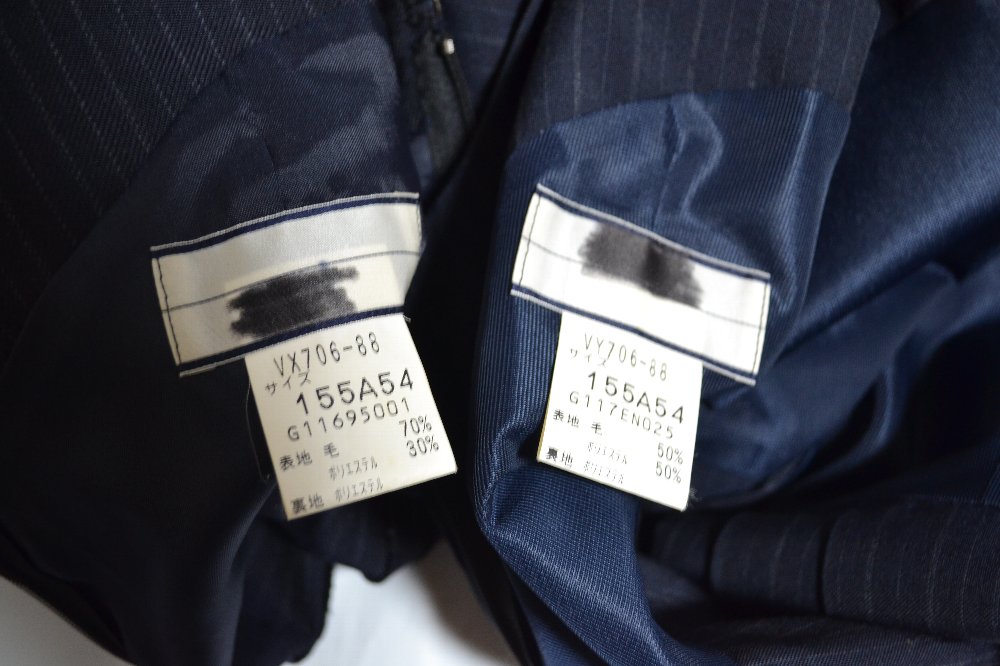 VX706-88
サイズ
155A54
G11695001
表地 毛 70%
ポリエステル 30%
裏地 ポリエステル
VY706-88
サイズ
155A54
G117EN025
表地 毛 50%
ポリエステル 50%
裏地 ポリエステル